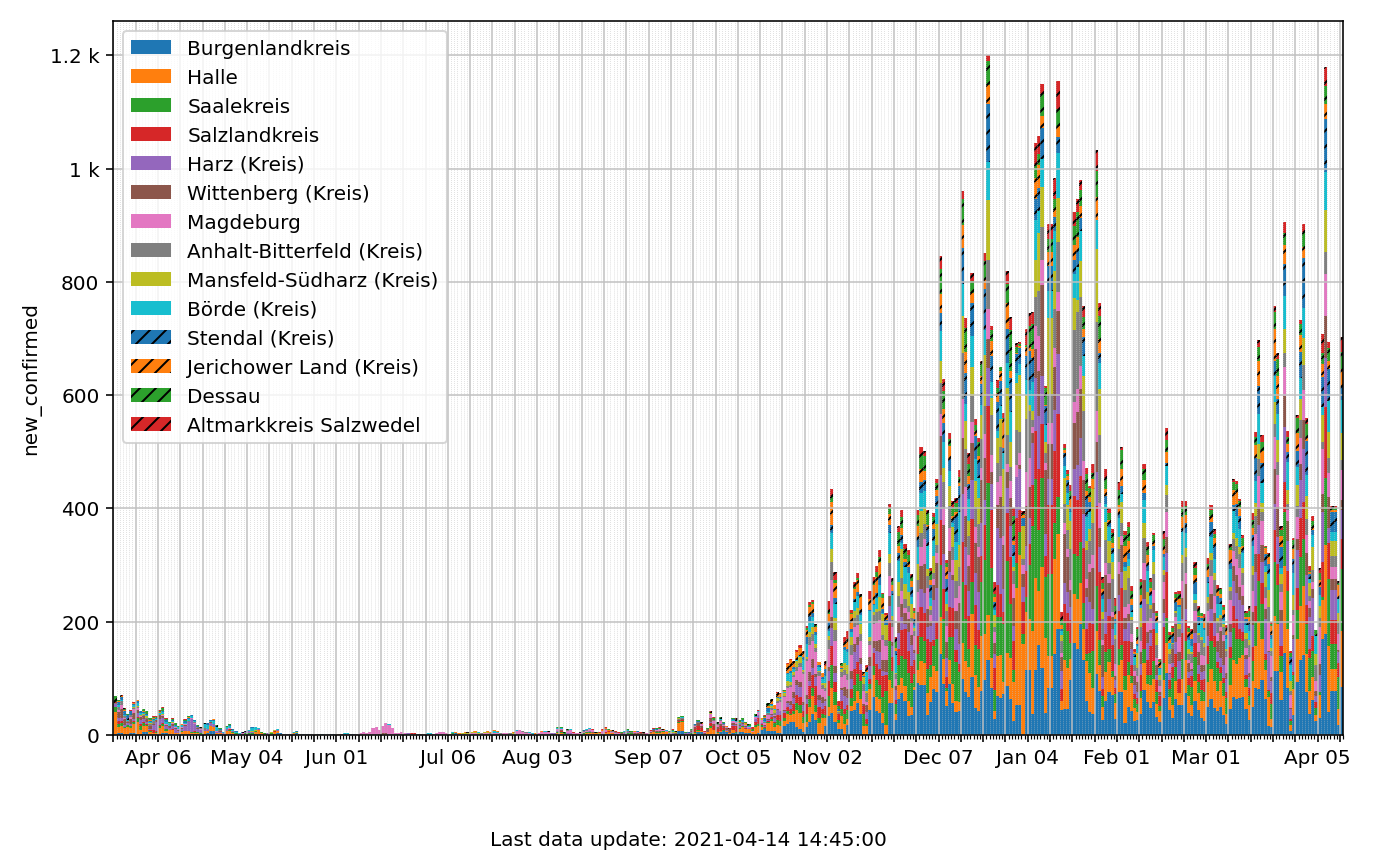 1.2 k
1 k
800
600
400
200
0
new_confirmed
Burgenlandkreis
Halle
Saalekreis
Salzlandkreis
Harz (Kreis)
Wittenberg (Kreis)
Magdeburg
Anhalt-Bitterfeld (Kreis)
Mansfeld-Südharz (Kreis)
Börde (Kreis)
Stendal (Kreis)
Jerichower Land (Kreis)
Dessau
Altmarkkreis Salzwedel
Apr 06 May 04 Jun 01 Jul 06 Aug 03 Sep 07 Oct 05 Nov 02 Dec 07 Jan 04 Feb 01 Mar 01 Apr 05
Last data update: 2021-04-14 14:45:00